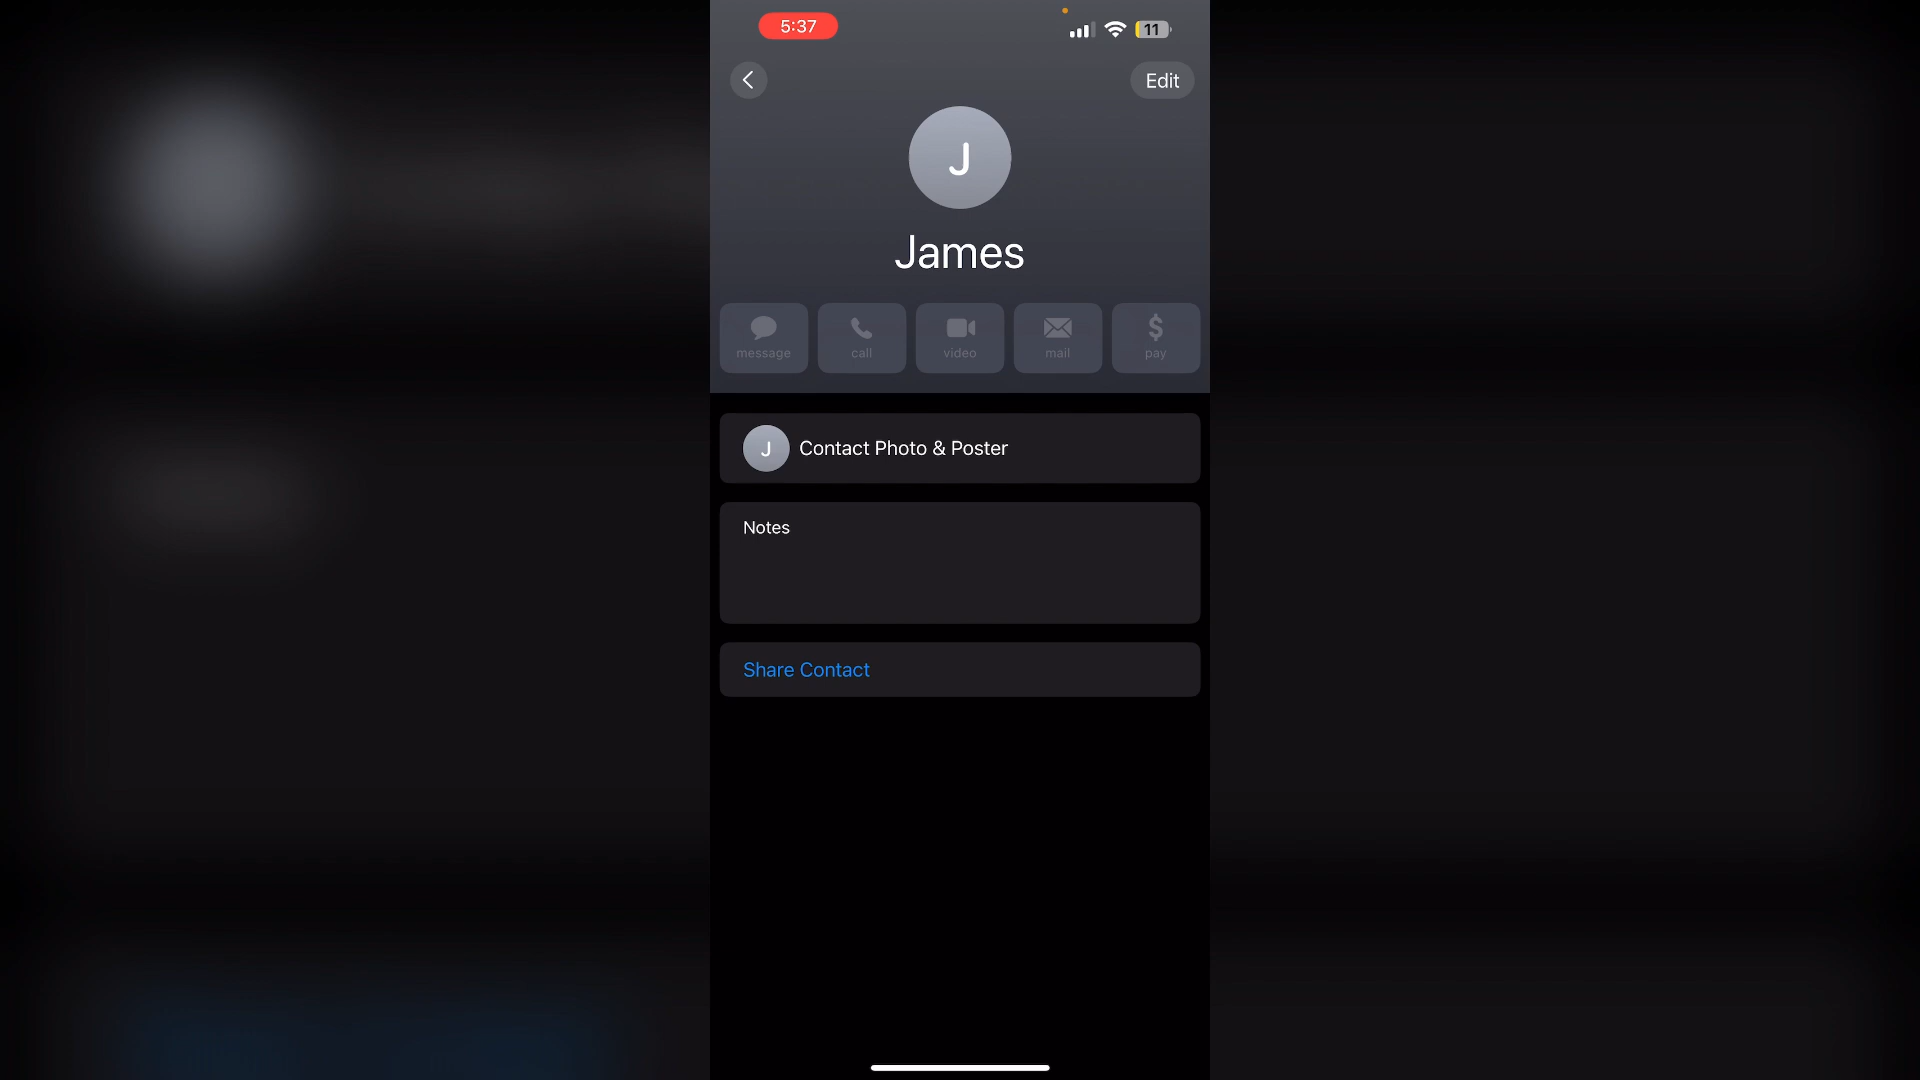 5:37
11
Edit
J
James
message call video mail pay
J Contact Photo & Poster
Notes
Share Contact